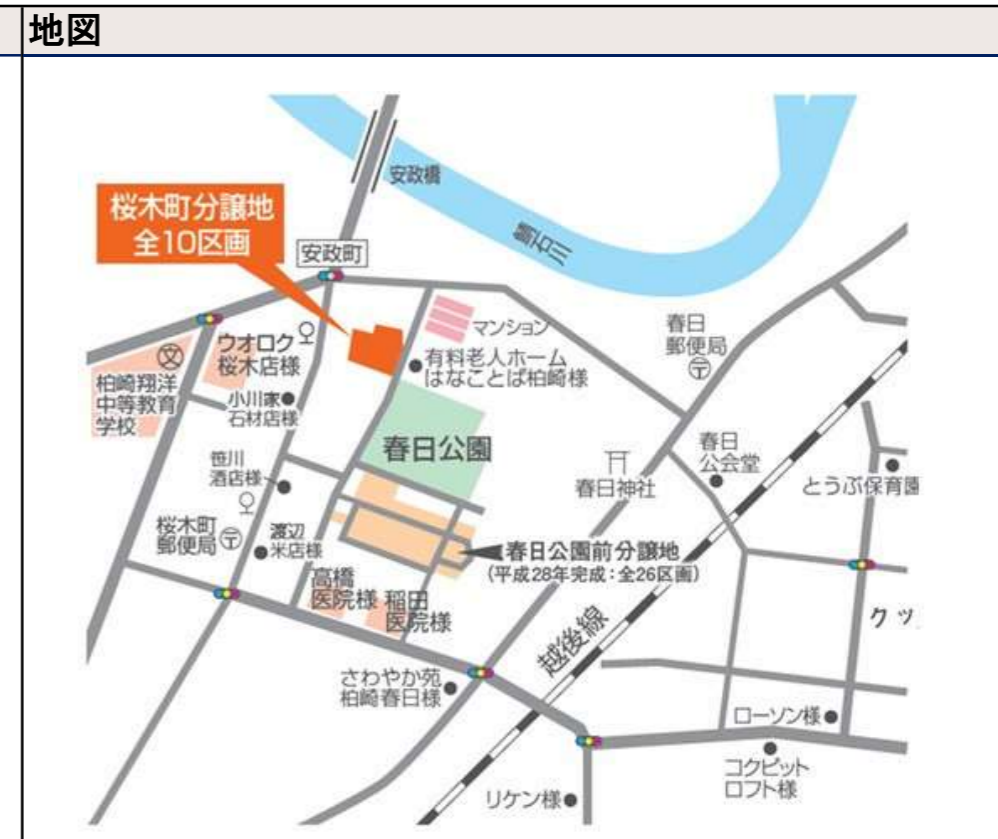 地図
安政橋
桜木町分譲地
全10区画
安政町
鯖石川
マンション
春日
郵便局
〒
文
ウオロク
桜木店様
有料老人ホーム
はなことば柏崎様
柏崎翔洋
中等教育
学校
小川家
石材店様
春日公園
春日
公会堂
笹川
酒店様
春日神社
とうぶ保育園
桜木町
郵便局
〒
渡辺
米店様
春日公園前分譲地
(平成28年完成:全26区画)
高橋
医院様
稲田
医院様
クッ
越後線
さわやか苑
柏崎春日様
ローソン様
コクピット
ロフト様
リケン様